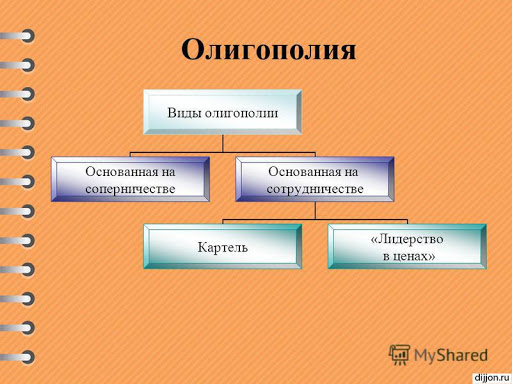 Олигополия
Виды олигополии
Основанная на
соперничестве
Основанная на
сотрудничестве
Картель
«Лидерство
в ценах»
MyShared
dijjon.ru